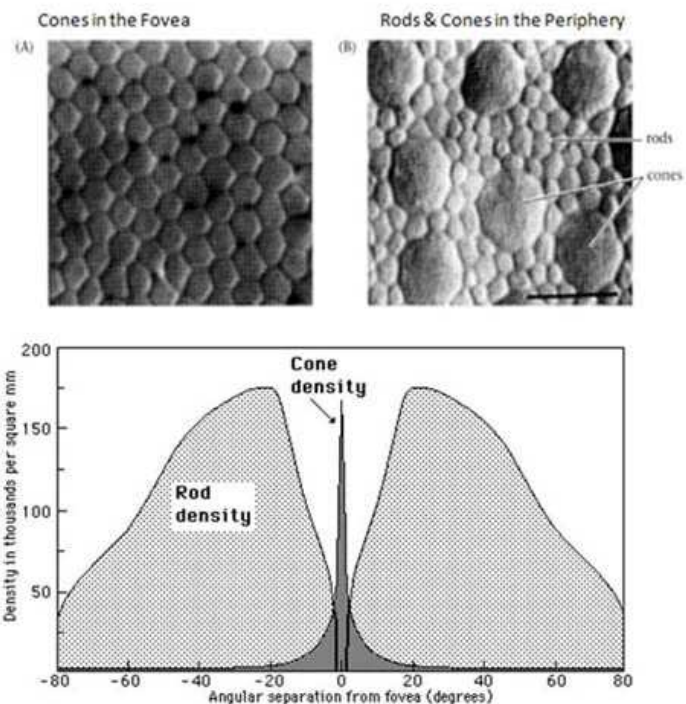 Cones in the Fovea
Rods & Cones in the Periphery
(A)
(B)
rods
cones
200
150
100
50
Density in thousands per square mm
Cone
density
Rod
density
-80 -60 -40 -20 0 20 40 60 80
Angular separation from fovea (degrees)